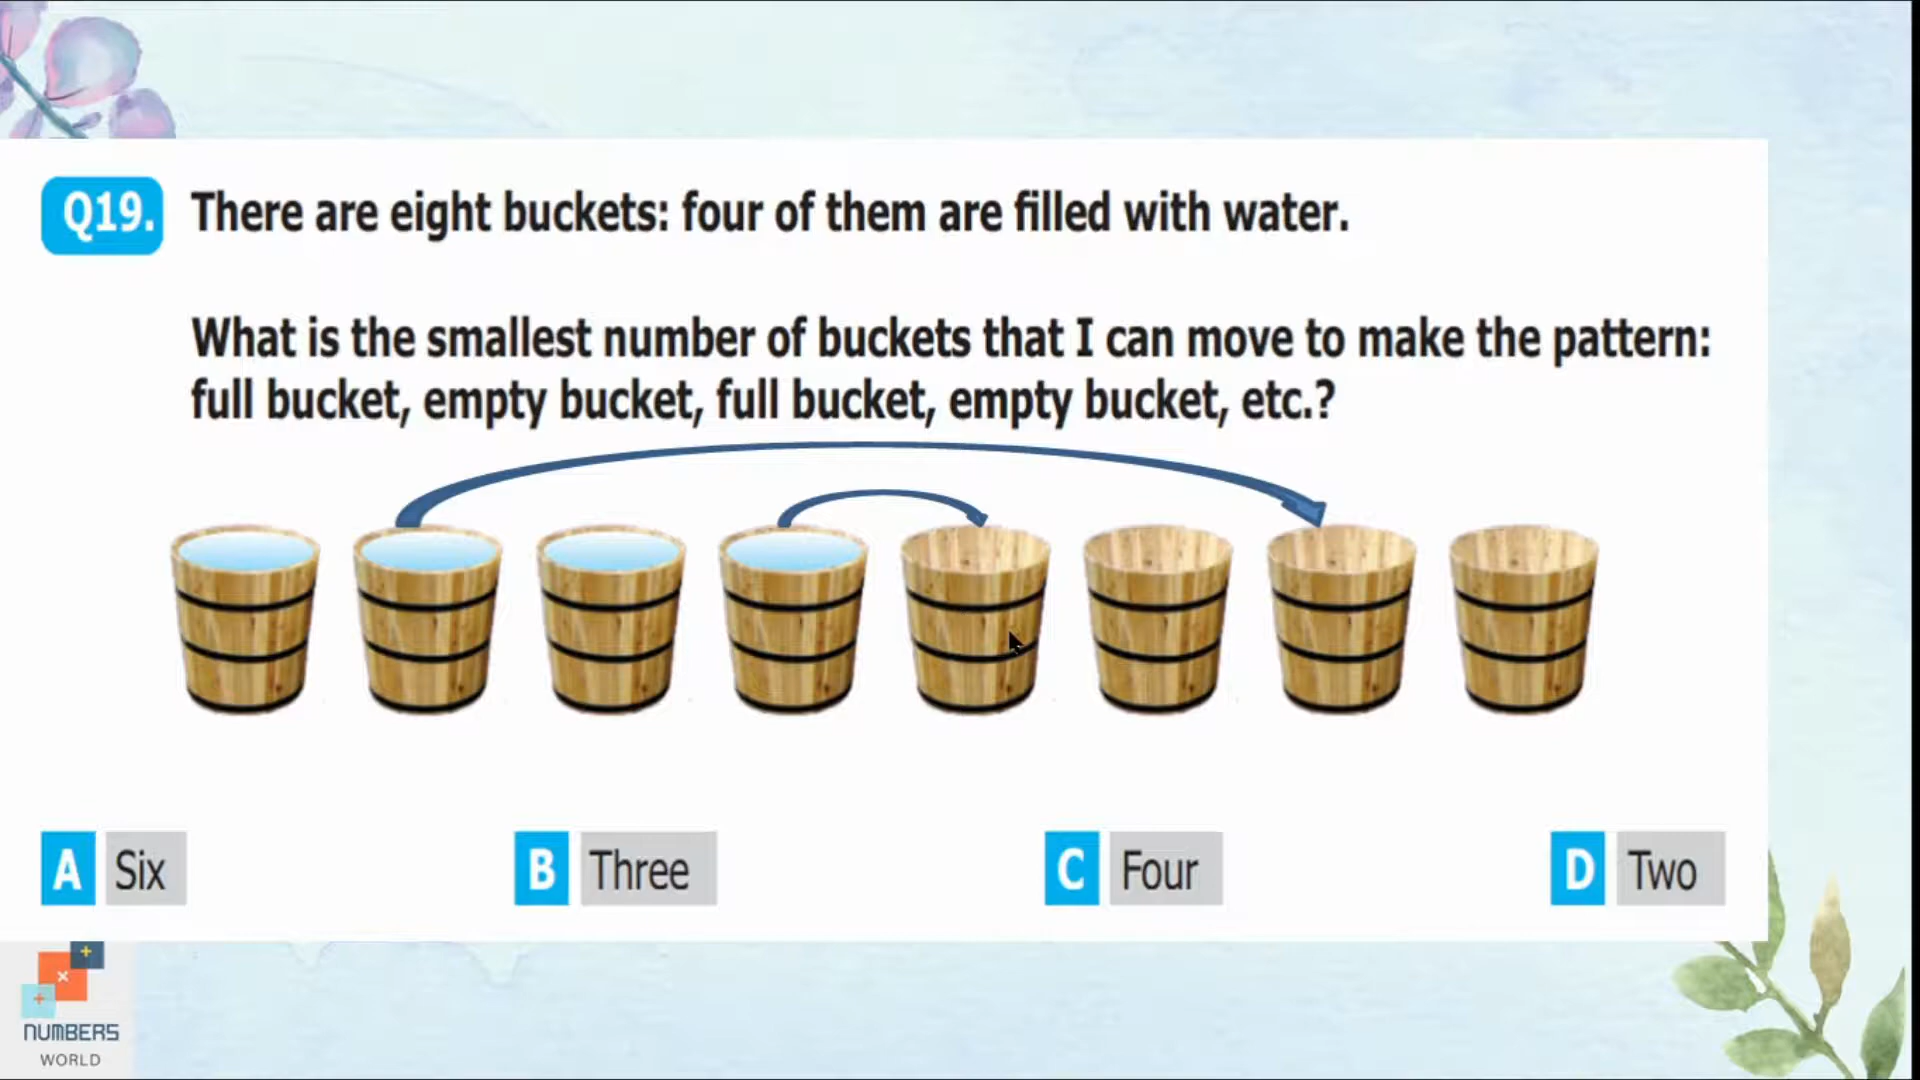 Q19. There are eight buckets: four of them are filled with water.
What is the smallest number of buckets that I can move to make the pattern:
full bucket, empty bucket, full bucket, empty bucket, etc.?
A Six B Three C Four D Two
+
×
+
NUMBERS
WORLD